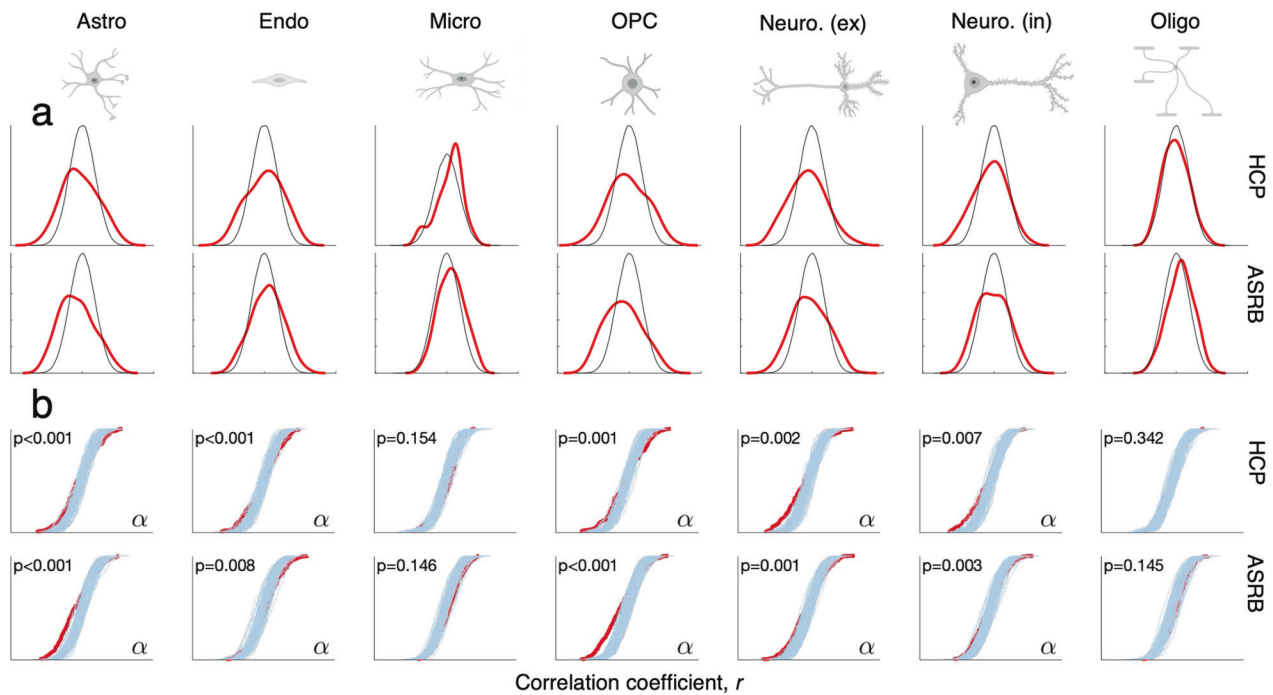 Astro Endo Micro OPC Neuro. (ex) Neuro. (in) Oligo
a
HCP
ASRB
b
p<0.001 p<0.001 p=0.154 p=0.001 p=0.002 p=0.007 p=0.342
HCP
α α α α α
p<0.001 p=0.008 p=0.146 p<0.001 p=0.001 p=0.003 p=0.145
ASRB
α α α α α
Correlation coefficient, r